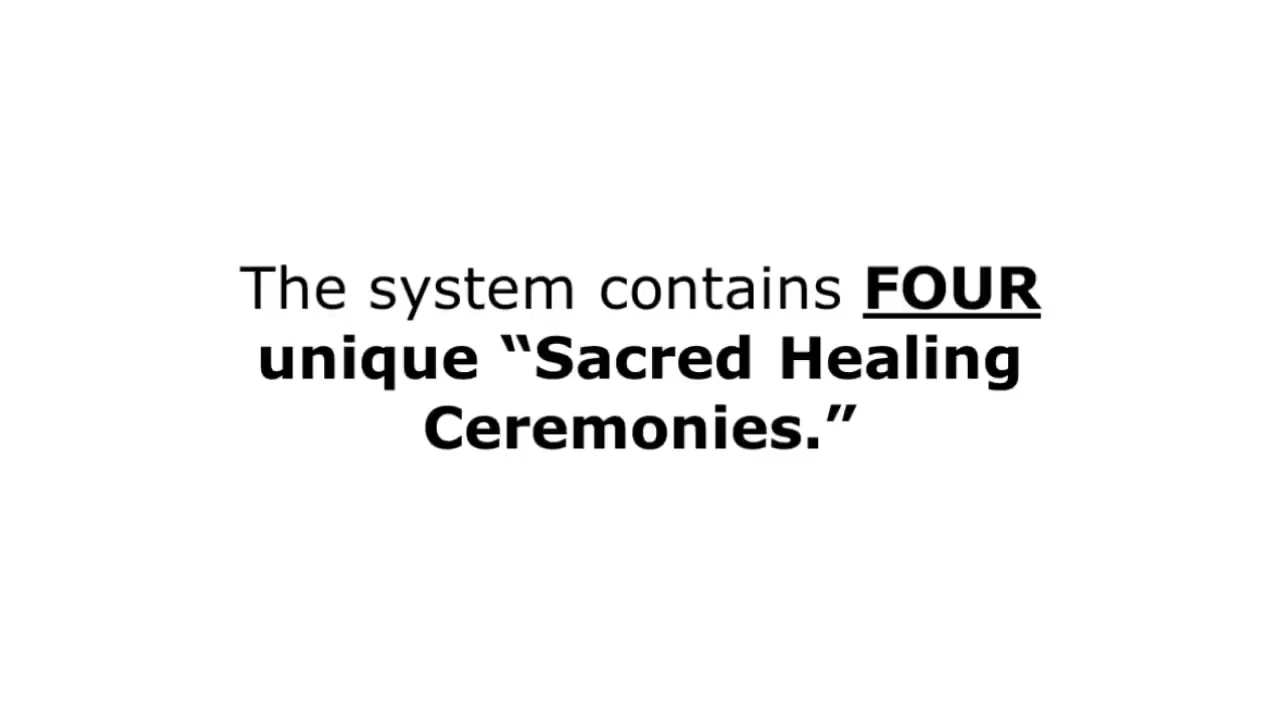 The system contains FOUR
unique “Sacred Healing
Ceremonies.”